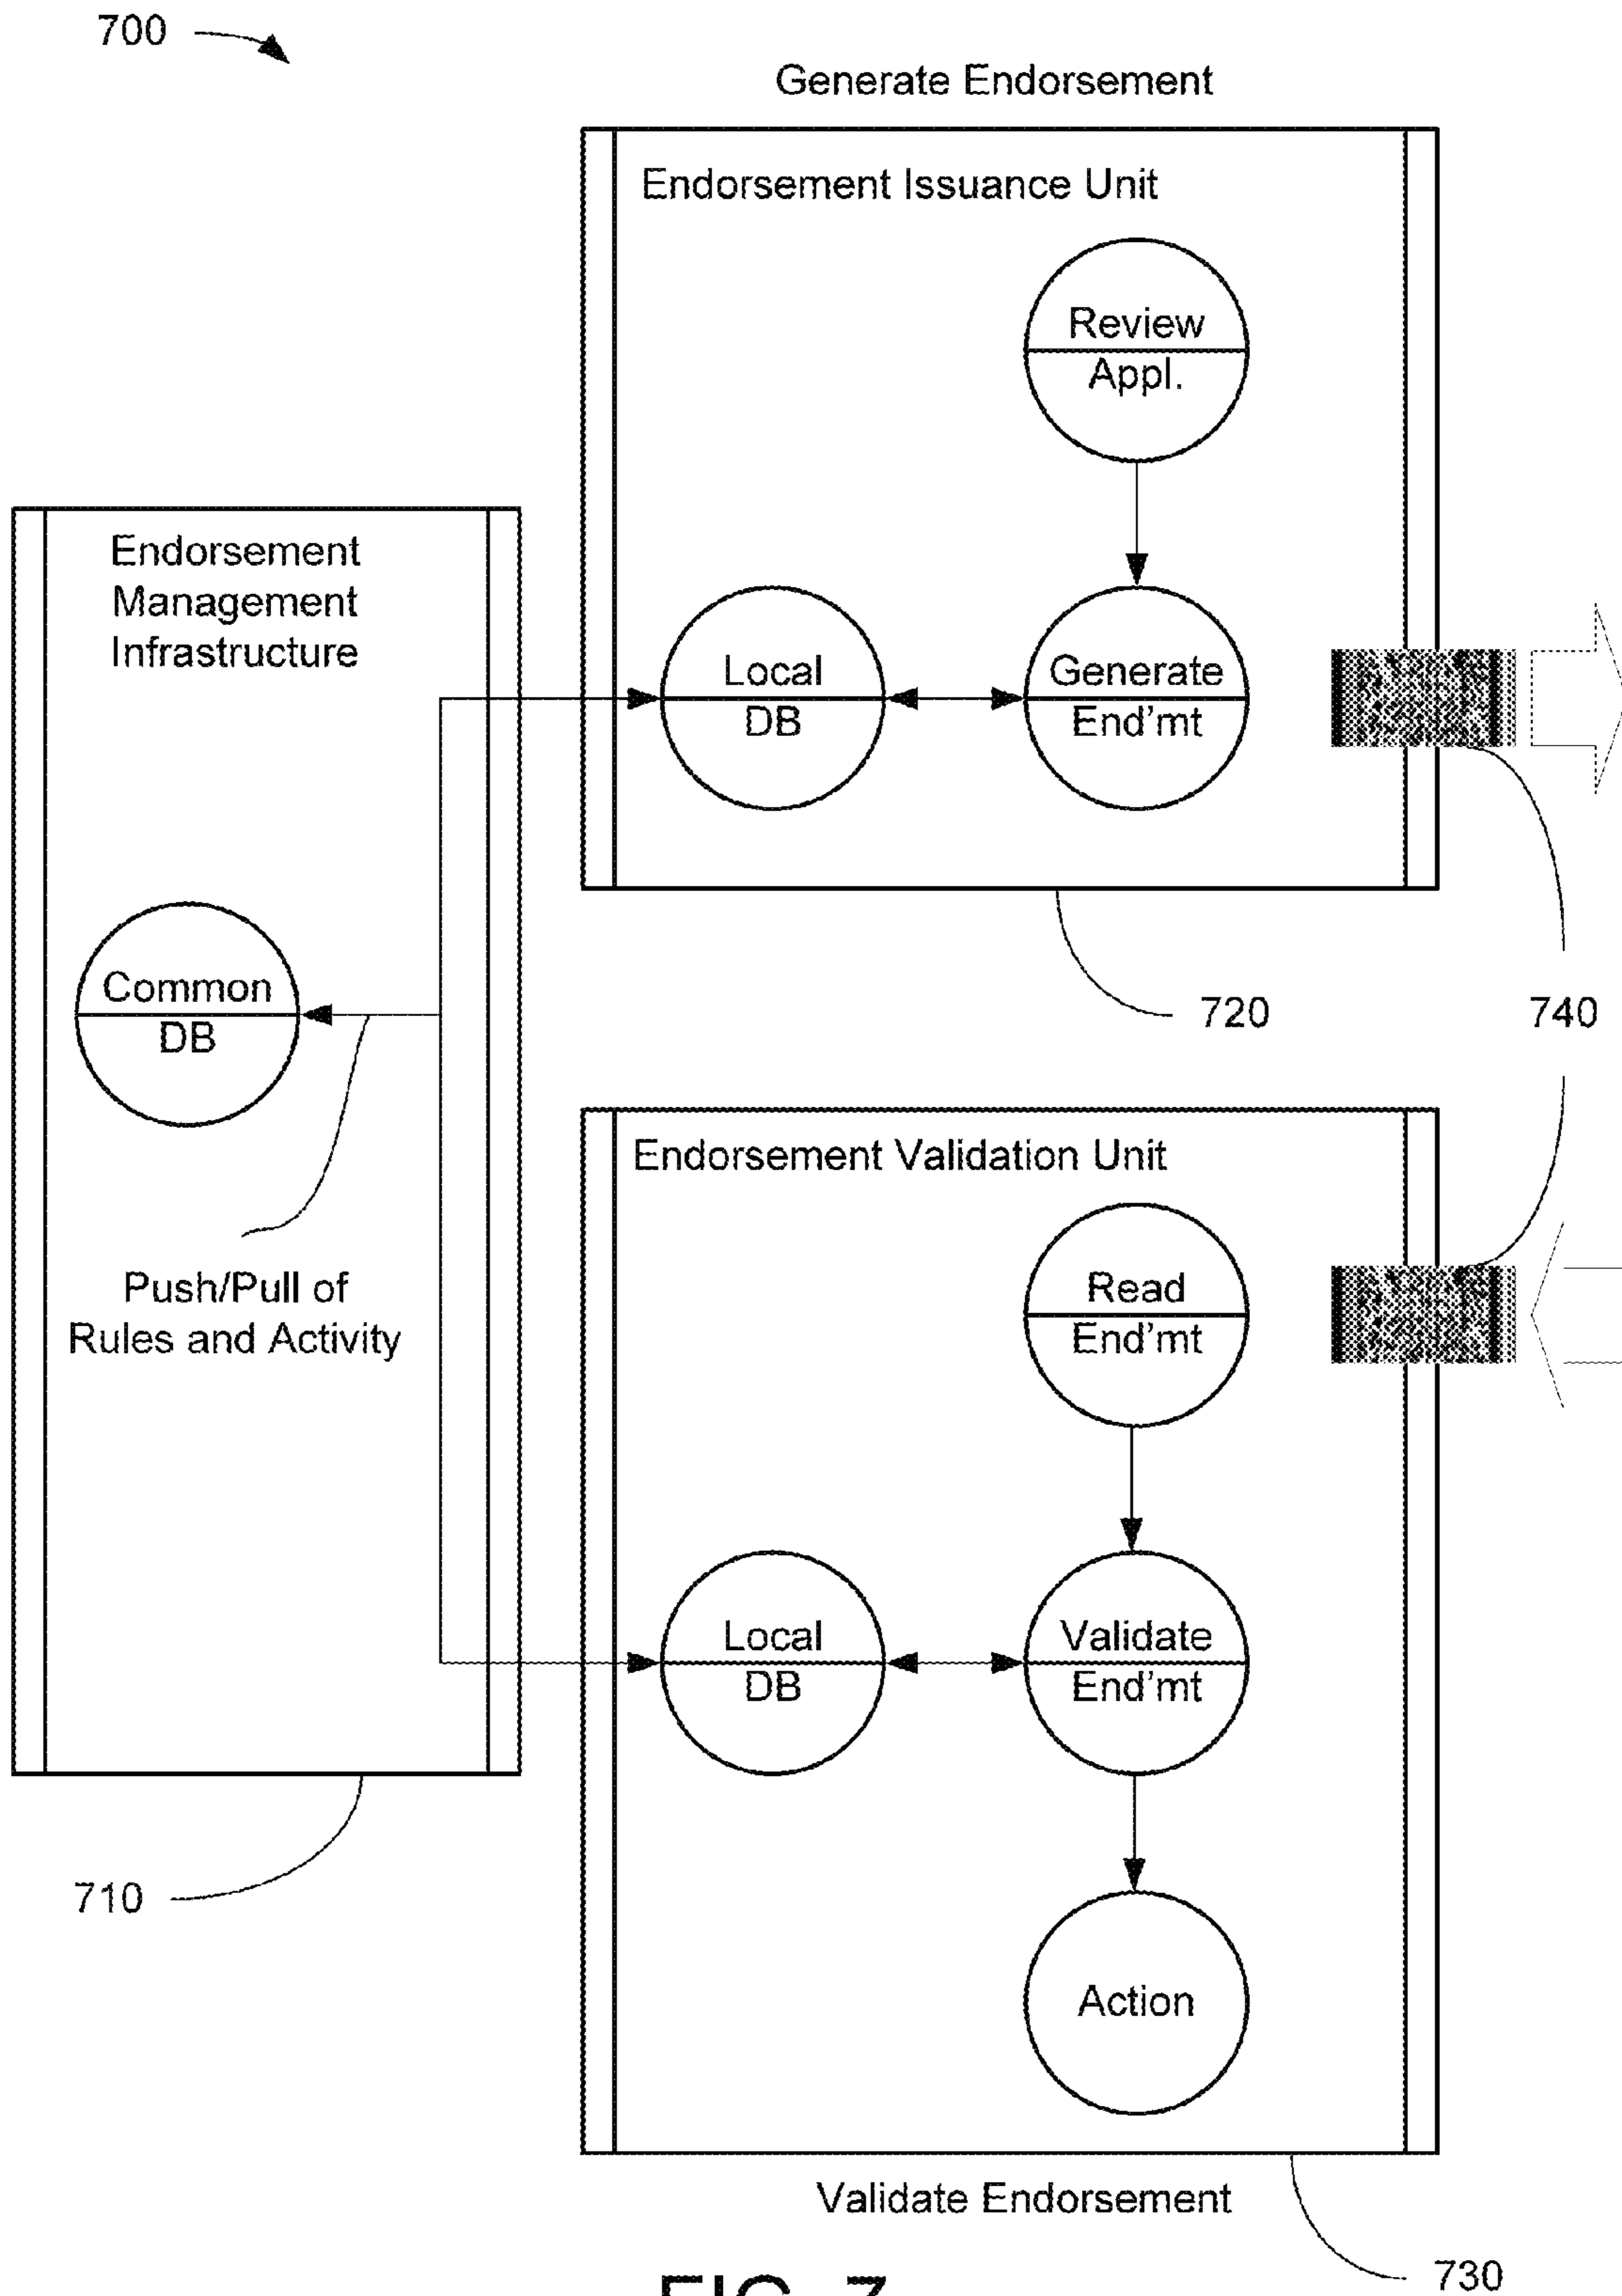 700
Generate Endorsement
Endorsement Issuance Unit
Review
Appl.
Endorsement
Management
Infrastructure
Local
DB
Generate
End'mt
Common
DB
720
740
Endorsement Validation Unit
Push/Pull of
Rules and Activity
Read
End'mt
Local
DB
Validate
End'mt
710
Action
Validate Endorsement
730
FIG. 7